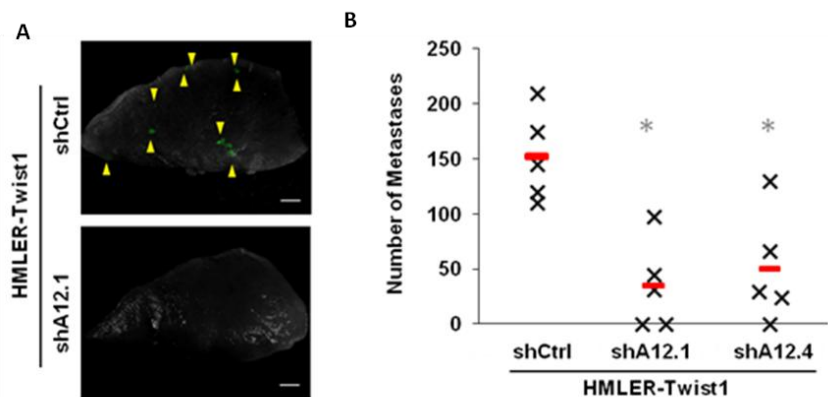 A
HMLER-Twist1
shCtrl
shA12.1
B
Number of Metastases
250
200
150
100
50
0
*
*
shCtrl shA12.1 shA12.4
HMLER-Twist1